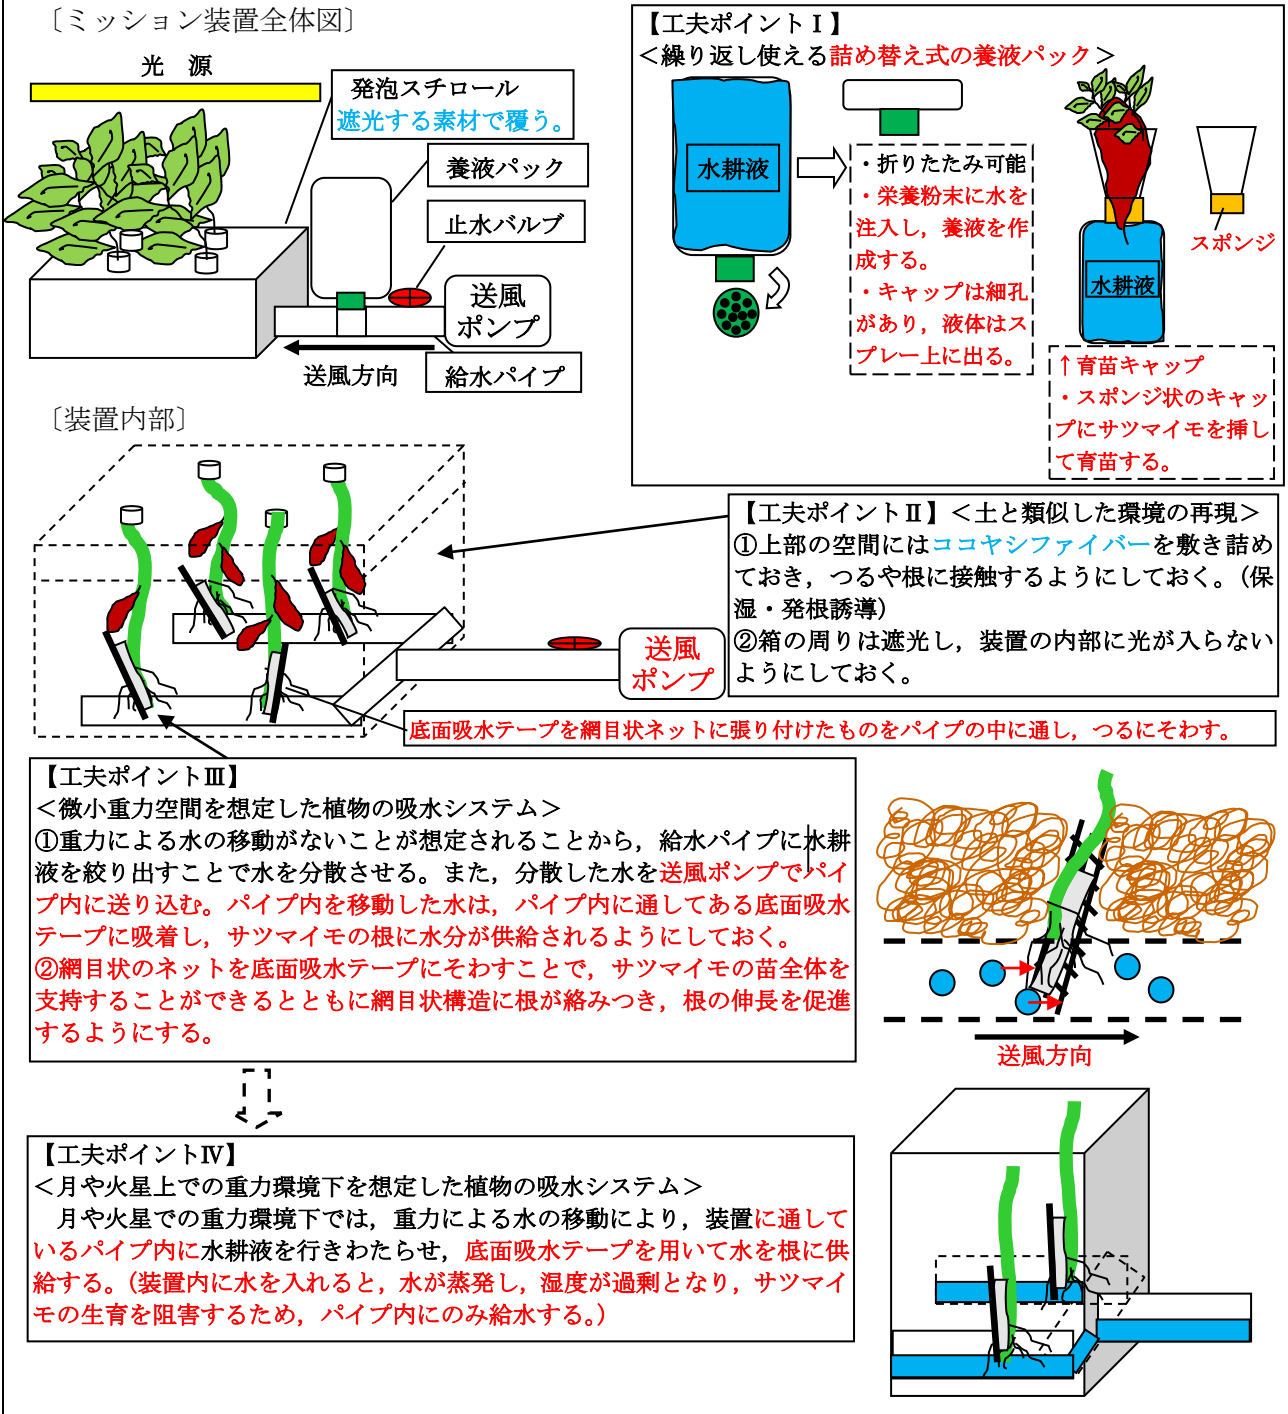 〔ミッション装置全体図〕
光　源
発泡スチロール
遮光する素材で覆う。
養液パック
止水バルブ
送風
ポンプ
送風方向
給水パイプ
【工夫ポイントⅠ】
＜繰り返し使える詰め替え式の養液パック＞
水耕液
・折りたたみ可能
・栄養粉末に水を
注入し，養液を作
成する。
・キャップは細孔
があり，液体はス
プレー上に出る。
スポンジ
水耕液
↑育苗キャップ
・スポンジ状のキャッ
プにサツマイモを挿し
て育苗する。
〔装置内部〕
送風
ポンプ
【工夫ポイントⅡ】＜土と類似した環境の再現＞
①上部の空間にはココヤシファイバーを敷き詰め
ておき，つるや根に接触するようにしておく。（保
湿・発根誘導）
②箱の周りは遮光し，装置の内部に光が入らない
ようにしておく。
底面吸水テープを網目状ネットに張り付けたものをパイプの中に通し，つるにそわす。
【工夫ポイントⅢ】
＜微小重力空間を想定した植物の吸水システム＞
①重力による水の移動がないことが想定されることから，給水パイプに水耕
液を絞り出すことで水を分散させる。また，分散した水を送風ポンプでパイ
プ内に送り込む。パイプ内を移動した水は，パイプ内に通してある底面吸水
テープに吸着し，サツマイモの根に水分が供給されるようにしておく。
②網目状のネットを底面吸水テープにそわすことで，サツマイモの苗全体を
支持することができるとともに網目状構造に根が絡みつき，根の伸長を促進
するようにする。
送風方向
【工夫ポイントⅣ】
＜月や火星上での重力環境下を想定した植物の吸水システム＞
　月や火星での重力環境下では，重力による水の移動により，装置に通して
いるパイプ内に水耕液を行きわたらせ，底面吸水テープを用いて水を根に供
給する。（装置内に水を入れると，水が蒸発し，湿度が過剰となり，サツマイ
モの生育を阻害するため，パイプ内にのみ給水する。）